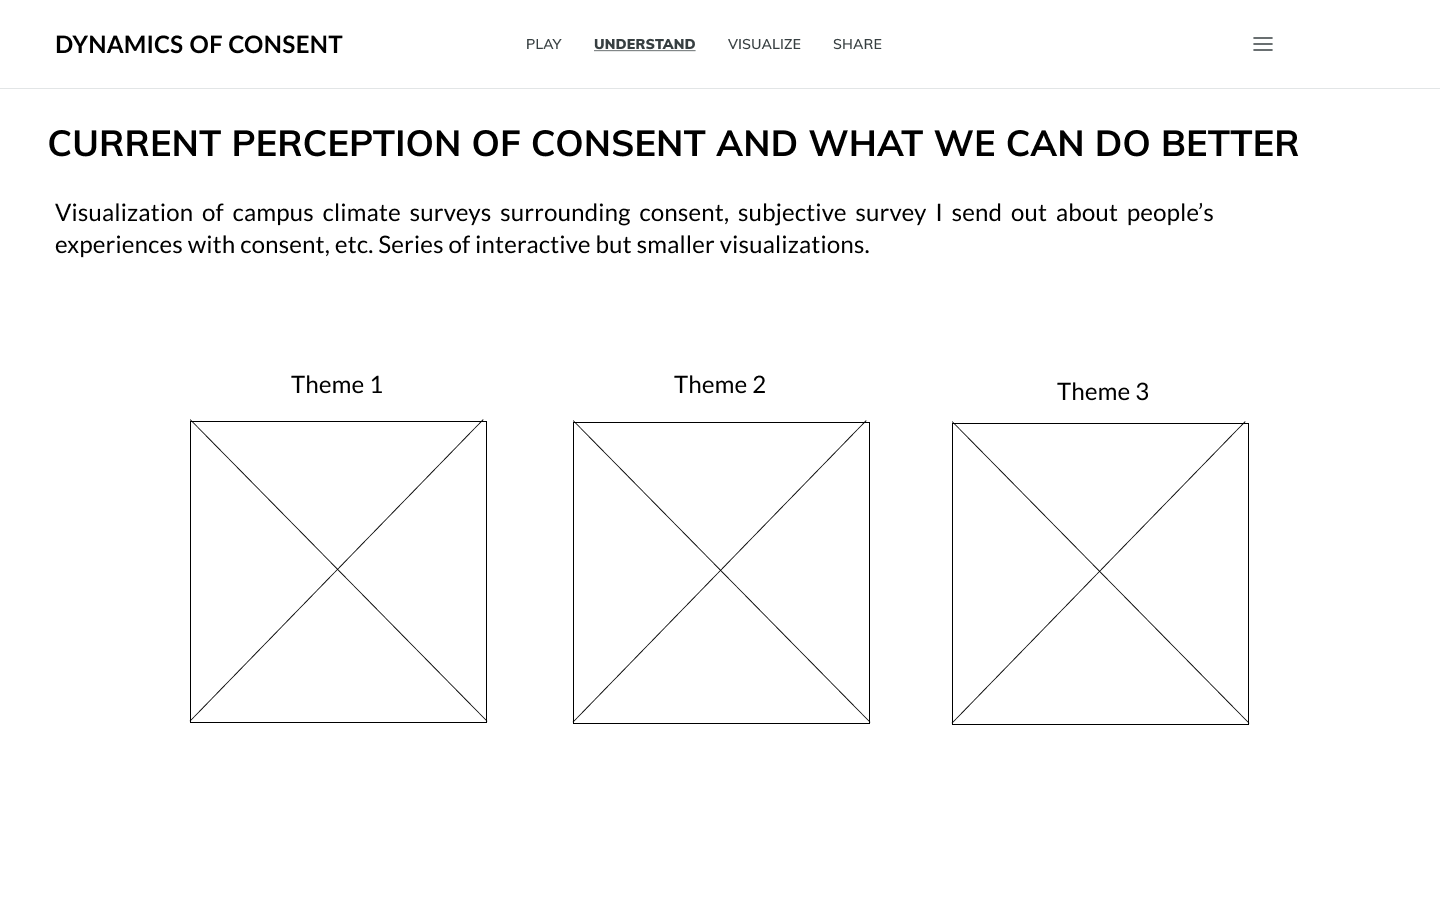 DYNAMICS OF CONSENT
PLAY UNDERSTAND VISUALIZE SHARE
CURRENT PERCEPTION OF CONSENT AND WHAT WE CAN DO BETTER
Visualization of campus climate surveys surrounding consent, subjective survey I send out about people’s
experiences with consent, etc. Series of interactive but smaller visualizations.
Theme 1
Theme 2
Theme 3